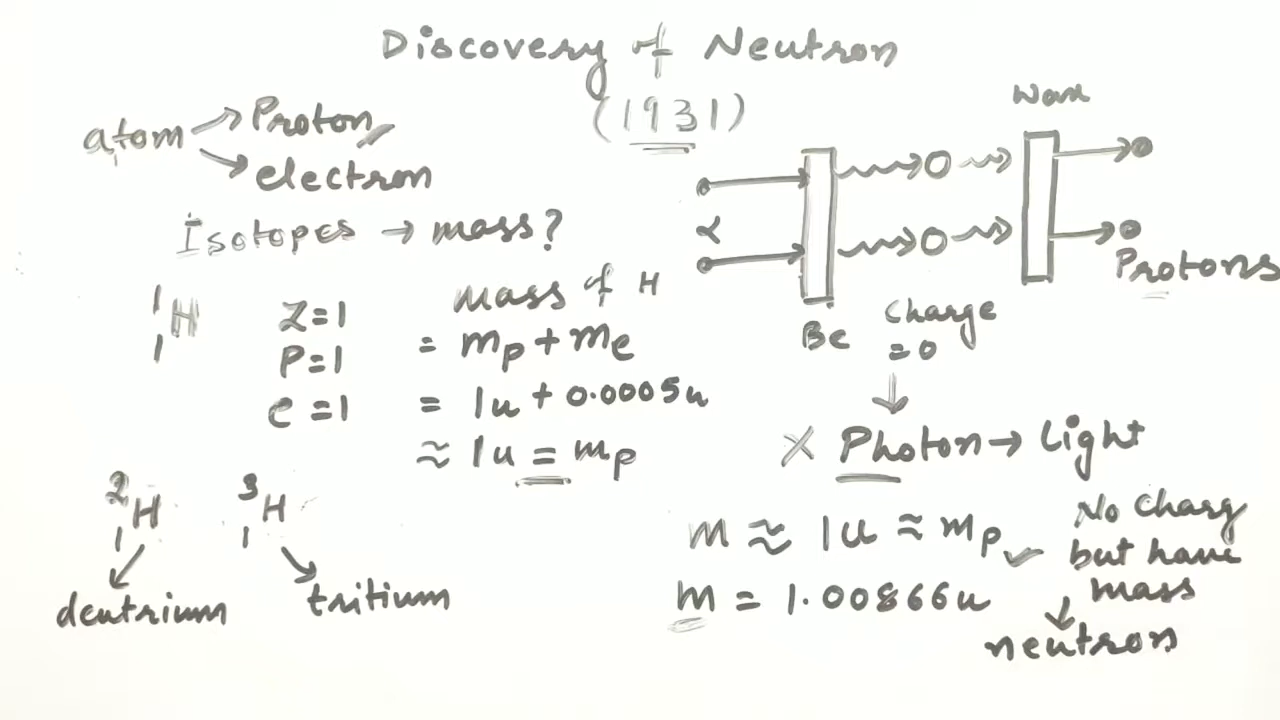 Discovery of Neutron
(1931)
atom → Proton
→ electron
Isotopes → mass?
¹₁H
Z=1
P=1
e=1
mass of H
= mp + me
= 1u + 0.0005u
≈ 1u = mp
²₁H
³₁H
deutrium
tritium
α
Be
Charge
=0
Protons
X Photon → Light
m ≈ 1u ≈ mp ✓
m = 1.00866u
No Charg
but have
mass
neutron